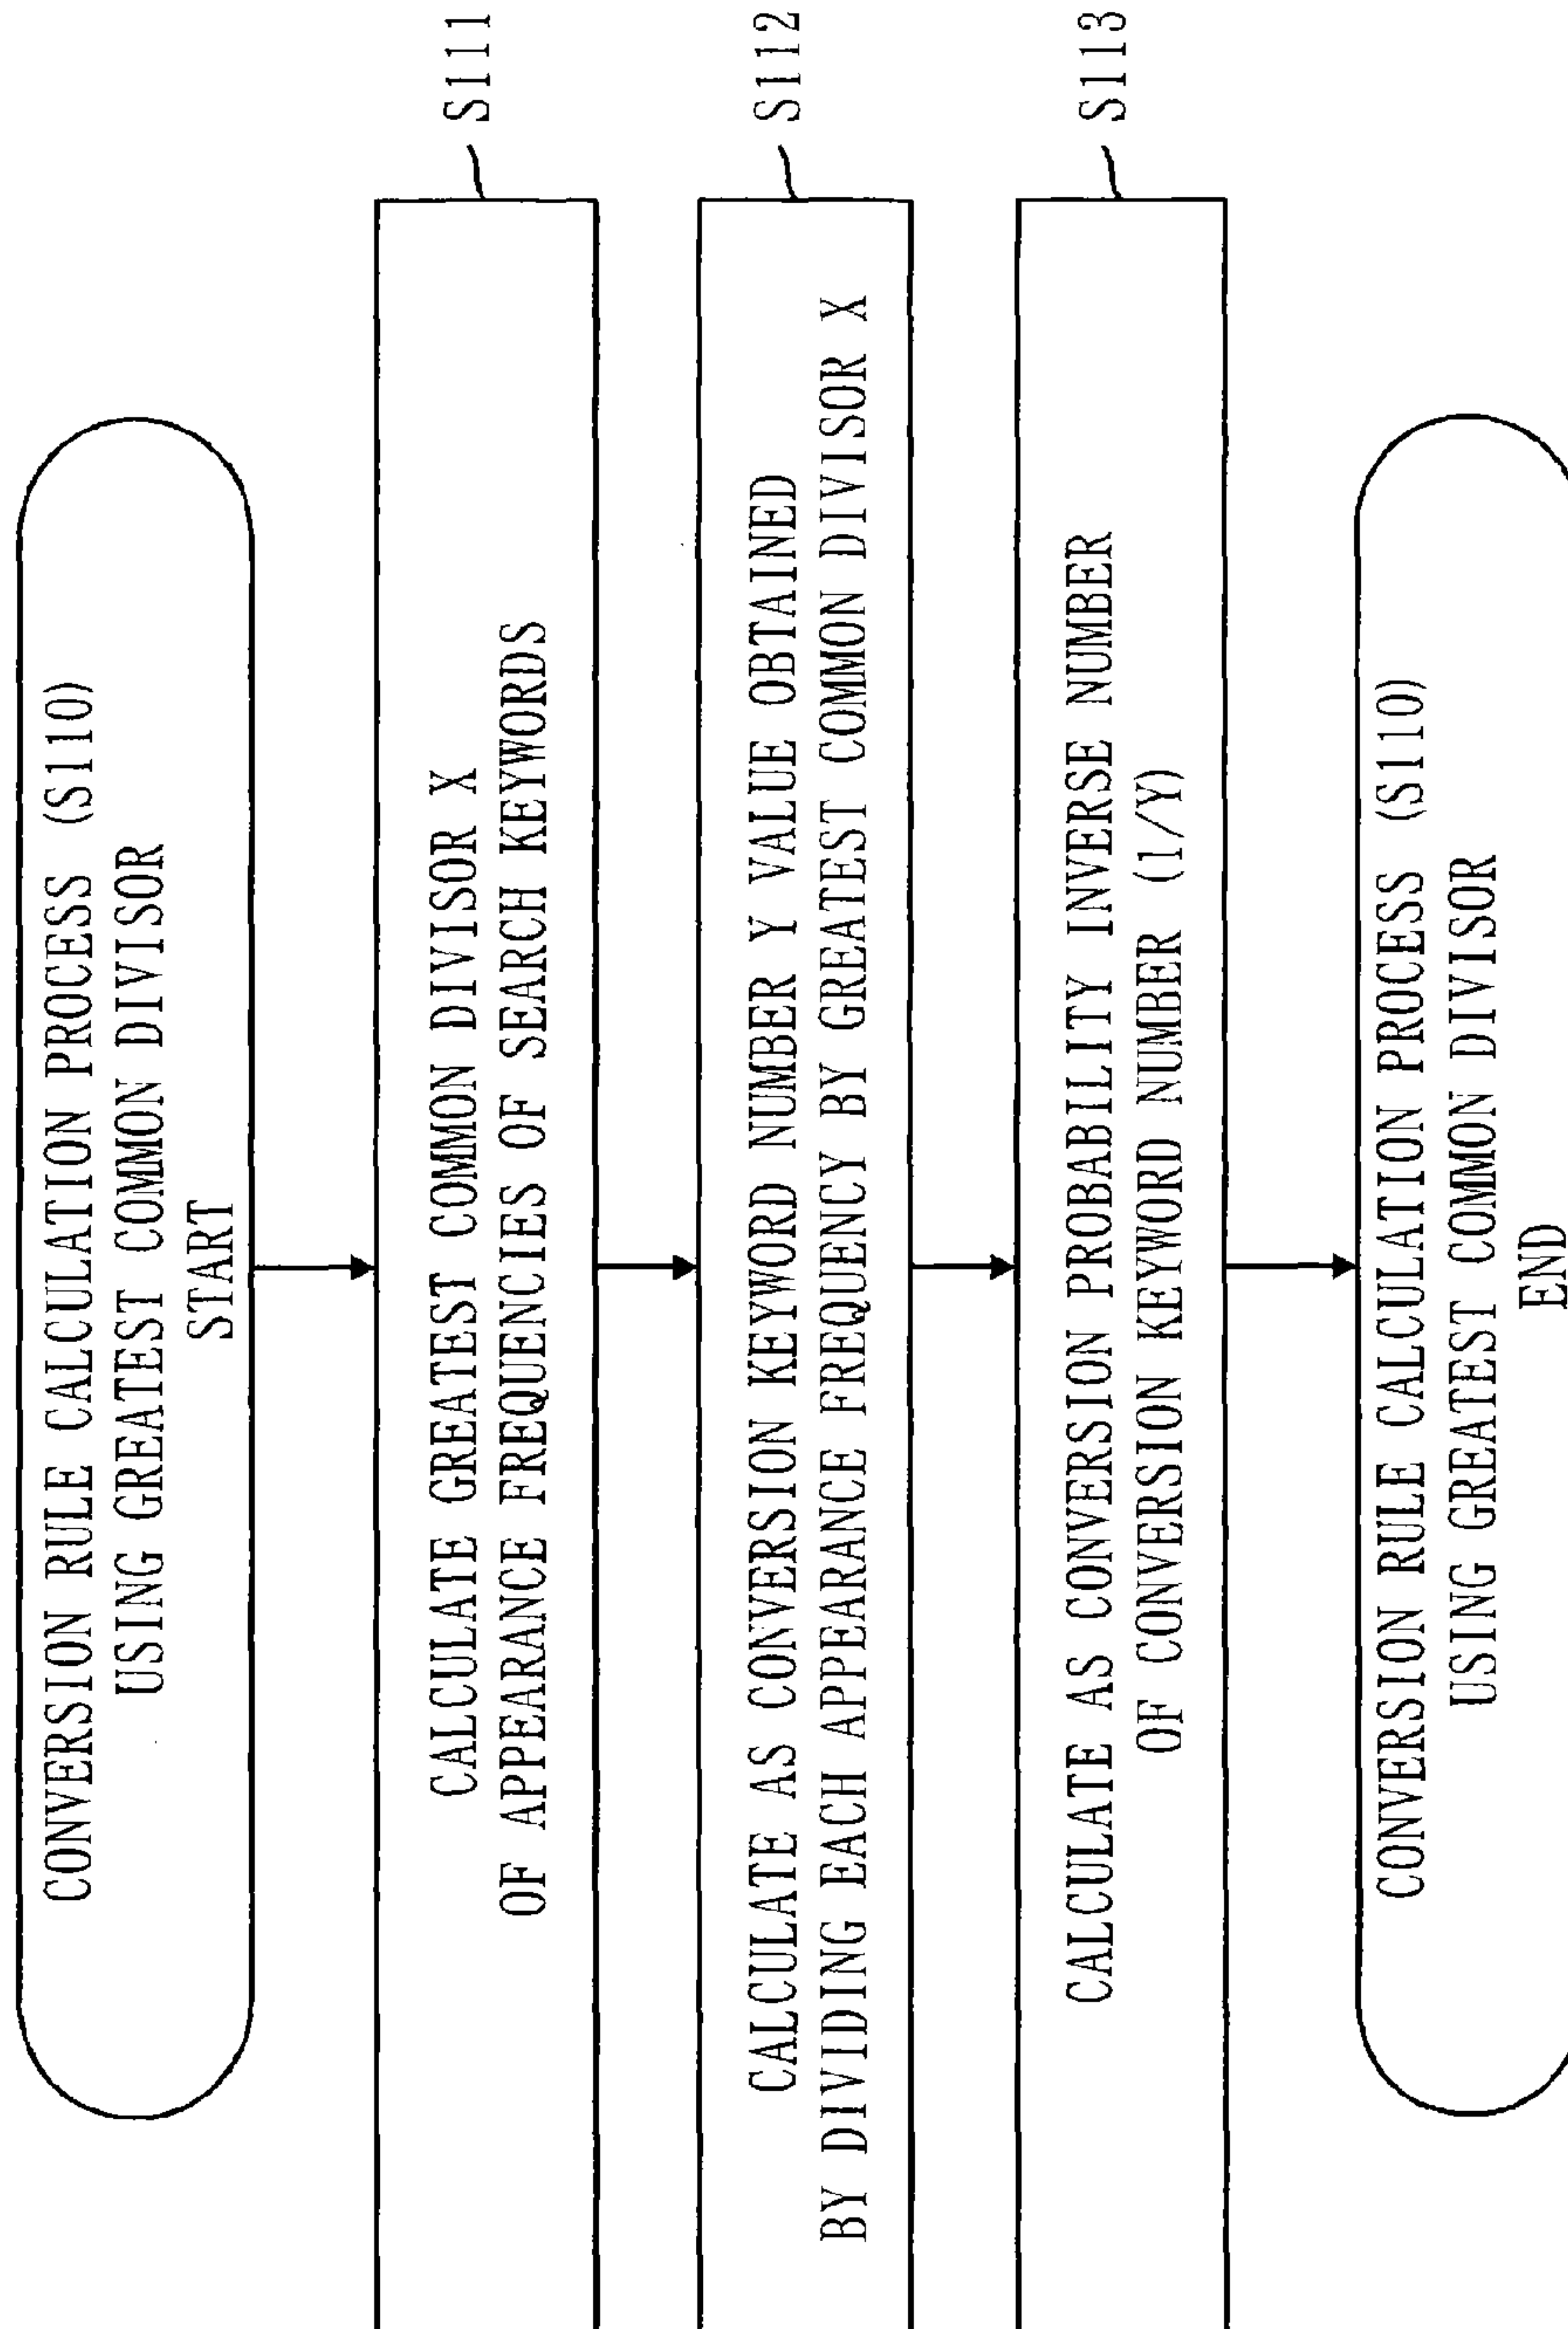 CONVERSION RULE CALCULATION PROCESS (S110)
USING GREATEST COMMON DIVISOR
START
S111
CALCULATE GREATEST COMMON DIVISOR X
OF APPEARANCE FREQUENCIES OF SEARCH KEYWORDS
S112
CALCULATE AS CONVERSION KEYWORD NUMBER Y VALUE OBTAINED
BY DIVIDING EACH APPEARANCE FREQUENCY BY GREATEST COMMON DIVISOR X
S113
CALCULATE AS CONVERSION PROBABILITY INVERSE NUMBER
OF CONVERSION KEYWORD NUMBER (1/Y)
CONVERSION RULE CALCULATION PROCESS (S110)
USING GREATEST COMMON DIVISOR
END